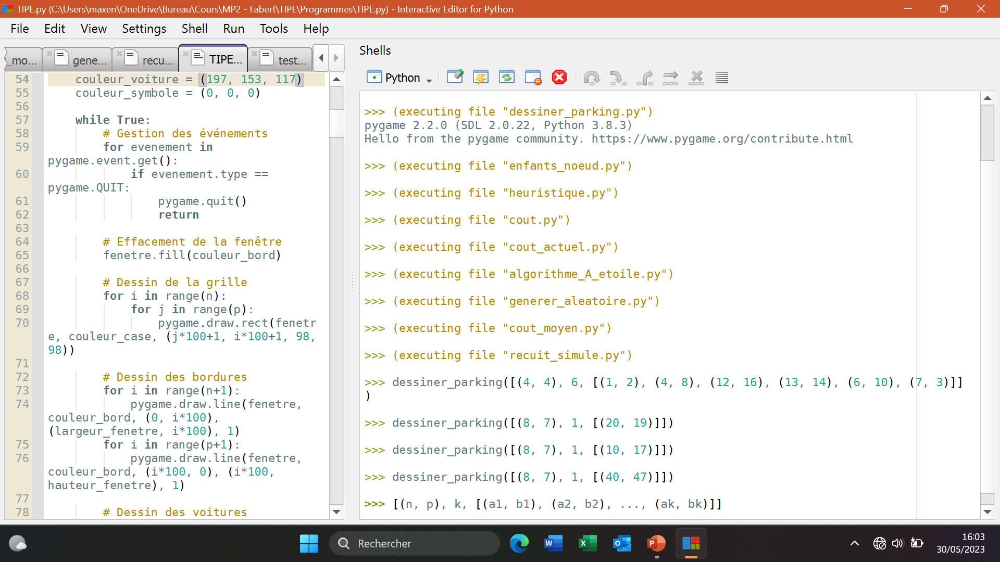 TIPE.py (C:\Users\maxen\OneDrive\Bureau\Cours\MP2 - Fabert\TIPE\Programmes\TIPE.py) - Interactive Editor for Python
File Edit View Settings Shell Run Tools Help
_mo... gene... recu... TIPE... test...
54 couleur_voiture = (197, 153, 117)
55 couleur_symbole = (0, 0, 0)
56
57 while True:
58 # Gestion des événements
59 for evenement in
pygame.event.get():
60 if evenement.type ==
pygame.QUIT:
61 pygame.quit()
62 return
63
64 # Effacement de la fenêtre
65 fenetre.fill(couleur_bord)
66
67 # Dessin de la grille
68 for i in range(n):
69 for j in range(p):
70 pygame.draw.rect(fenetr
e, couleur_case, (j*100+1, i*100+1, 98,
98))
71
72 # Dessin des bordures
73 for i in range(n+1):
74 pygame.draw.line(fenetre,
couleur_bord, (0, i*100),
(largeur_fenetre, i*100), 1)
75 for i in range(p+1):
76 pygame.draw.line(fenetre,
couleur_bord, (i*100, 0), (i*100,
hauteur_fenetre), 1)
77
78 # Dessin des voitures
Shells
Python
>>> (executing file "dessiner_parking.py")
pygame 2.2.0 (SDL 2.0.22, Python 3.8.3)
Hello from the pygame community. https://www.pygame.org/contribute.html
>>> (executing file "enfants_noeud.py")
>>> (executing file "heuristique.py")
>>> (executing file "cout.py")
>>> (executing file "cout_actuel.py")
>>> (executing file "algorithme_A_etoile.py")
>>> (executing file "generer_aleatoire.py")
>>> (executing file "cout_moyen.py")
>>> (executing file "recuit_simule.py")
>>> dessiner_parking([(4, 4), 6, [(1, 2), (4, 8), (12, 16), (13, 14), (6, 10), (7, 3)]]
)
>>> dessiner_parking([(8, 7), 1, [(20, 19)]])
>>> dessiner_parking([(8, 7), 1, [(10, 17)]])
>>> dessiner_parking([(8, 7), 1, [(40, 47)]])
>>> [(n, p), k, [(a1, b1), (a2, b2), ..., (ak, bk)]]
Rechercher
16:03
30/05/2023